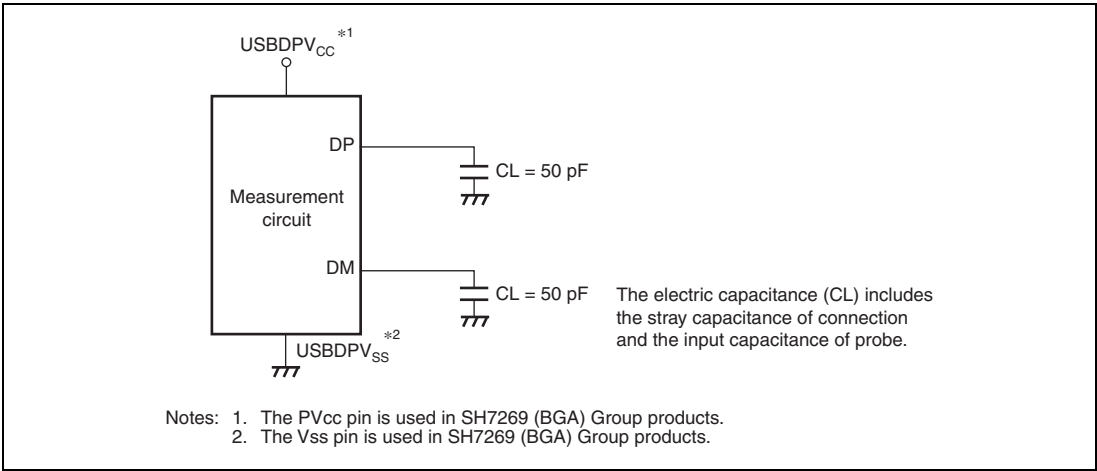 USBDPVCC *1
DP
CL = 50 pF
Measurement
circuit
DM
CL = 50 pF
The electric capacitance (CL) includes
the stray capacitance of connection
and the input capacitance of probe.
USBDPVSS *2
Notes: 1. The PVcc pin is used in SH7269 (BGA) Group products.
2. The Vss pin is used in SH7269 (BGA) Group products.